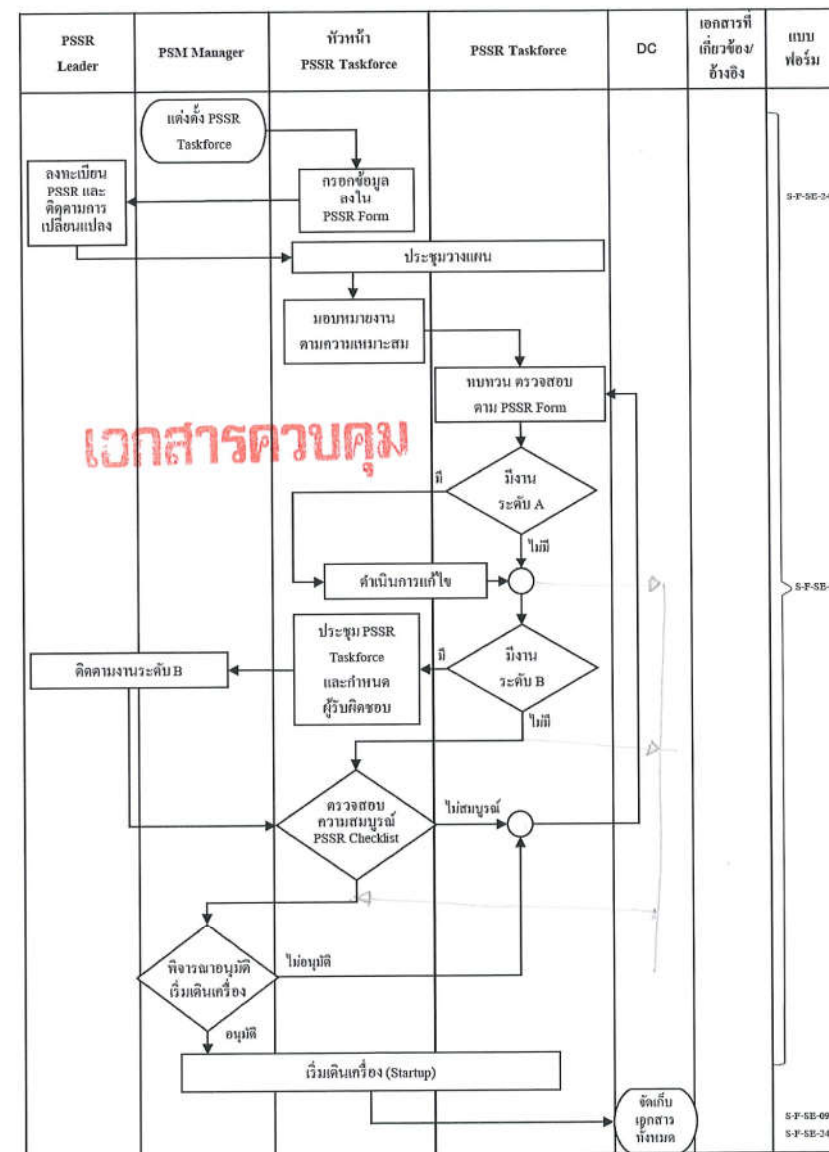 PSSR
Leader
PSM Manager
หัวหน้า
PSSR Taskforce
PSSR Taskforce
DC
เอกสารที่
เกี่ยวข้อง/
อ้างอิง
แบบ
ฟอร์ม
แต่งตั้ง PSSR
Taskforce
ลงทะเบียน
PSSR และ
ติดตามการ
เปลี่ยนแปลง
กรอกข้อมูล
ลงใน
PSSR Form
S-F-SE-24
ประชุมวางแผน
มอบหมายงาน
ตามความเหมาะสม
ทบทวน ตรวจสอบ
ตาม PSSR Form
เอกสารควบคุม
มี
มีงาน
ระดับ A
ไม่มี
ดำเนินการแก้ไข
S-F-SE-
ประชุม PSSR
Taskforce
และกำหนด
ผู้รับผิดชอบ
มี
มีงาน
ระดับ B
ติดตามงานระดับ B
ไม่มี
ตรวจสอบ
ความสมบูรณ์
PSSR Checklist
ไม่สมบูรณ์
พิจารณาอนุมัติ
เริ่มเดินเครื่อง
ไม่อนุมัติ
อนุมัติ
เริ่มเดินเครื่อง (Startup)
จัดเก็บ
เอกสาร
ทั้งหมด
S-F-SE-09
S-F-SE-24